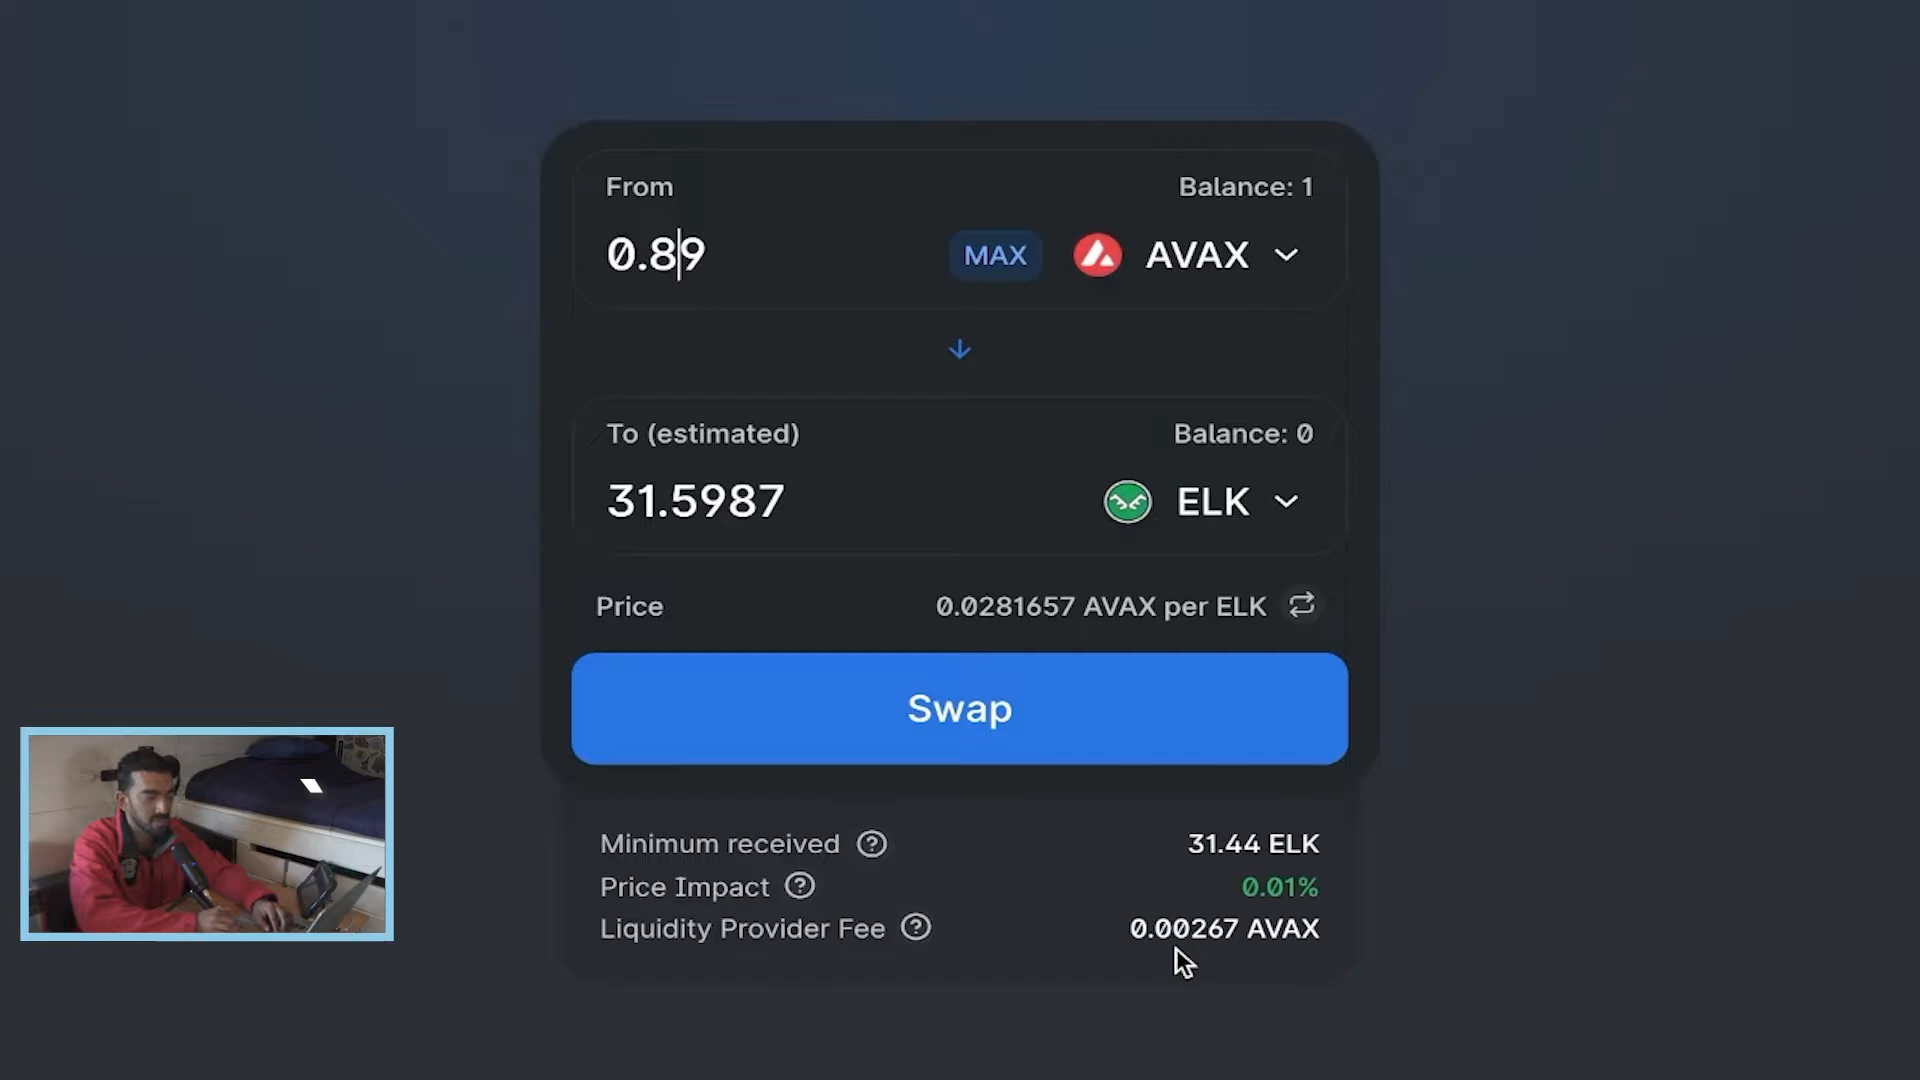 From Balance: 1
0.89 MAX AVAX
To (estimated) Balance: 0
31.5987 ELK
Price 0.0281657 AVAX per ELK
Swap
Minimum received ? 31.44 ELK
Price Impact ? 0.01%
Liquidity Provider Fee ? 0.00267 AVAX